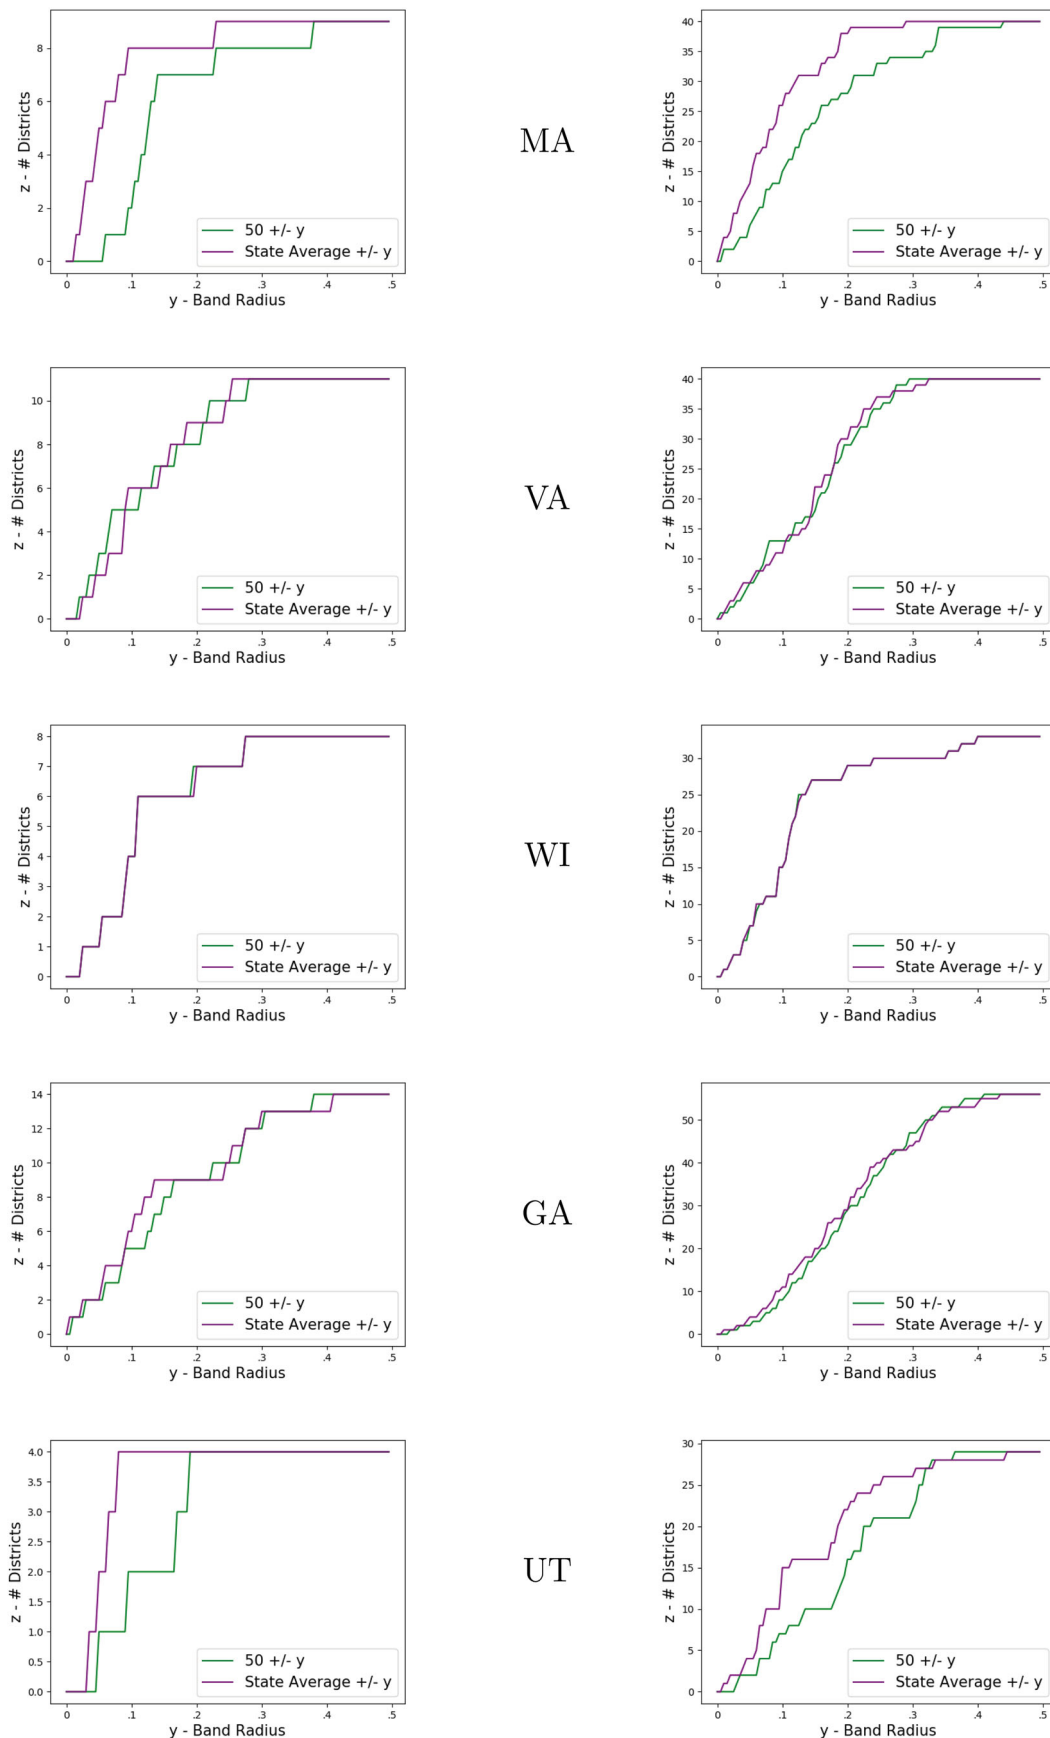 8
6
4
2
0
z - # Districts
50 +/- y
State Average +/- y
0 .1 .2 .3 .4 .5
y - Band Radius
MA
40
35
30
25
20
15
10
5
0
z - # Districts
50 +/- y
State Average +/- y
0 .1 .2 .3 .4 .5
y - Band Radius
10
8
6
4
2
0
z - # Districts
50 +/- y
State Average +/- y
0 .1 .2 .3 .4 .5
y - Band Radius
VA
40
35
30
25
20
15
10
5
0
z - # Districts
50 +/- y
State Average +/- y
0 .1 .2 .3 .4 .5
y - Band Radius
8
7
6
5
4
3
2
1
0
z - # Districts
50 +/- y
State Average +/- y
0 .1 .2 .3 .4 .5
y - Band Radius
WI
30
25
20
15
10
5
0
z - # Districts
50 +/- y
State Average +/- y
0 .1 .2 .3 .4 .5
y - Band Radius
14
12
10
8
6
4
2
0
z - # Districts
50 +/- y
State Average +/- y
0 .1 .2 .3 .4 .5
y - Band Radius
GA
50
40
30
20
10
0
z - # Districts
50 +/- y
State Average +/- y
0 .1 .2 .3 .4 .5
y - Band Radius
4.0
3.5
3.0
2.5
2.0
1.5
1.0
0.5
0.0
z - # Districts
50 +/- y
State Average +/- y
0 .1 .2 .3 .4 .5
y - Band Radius
UT
30
25
20
15
10
5
0
z - # Districts
50 +/- y
State Average +/- y
0 .1 .2 .3 .4 .5
y - Band Radius